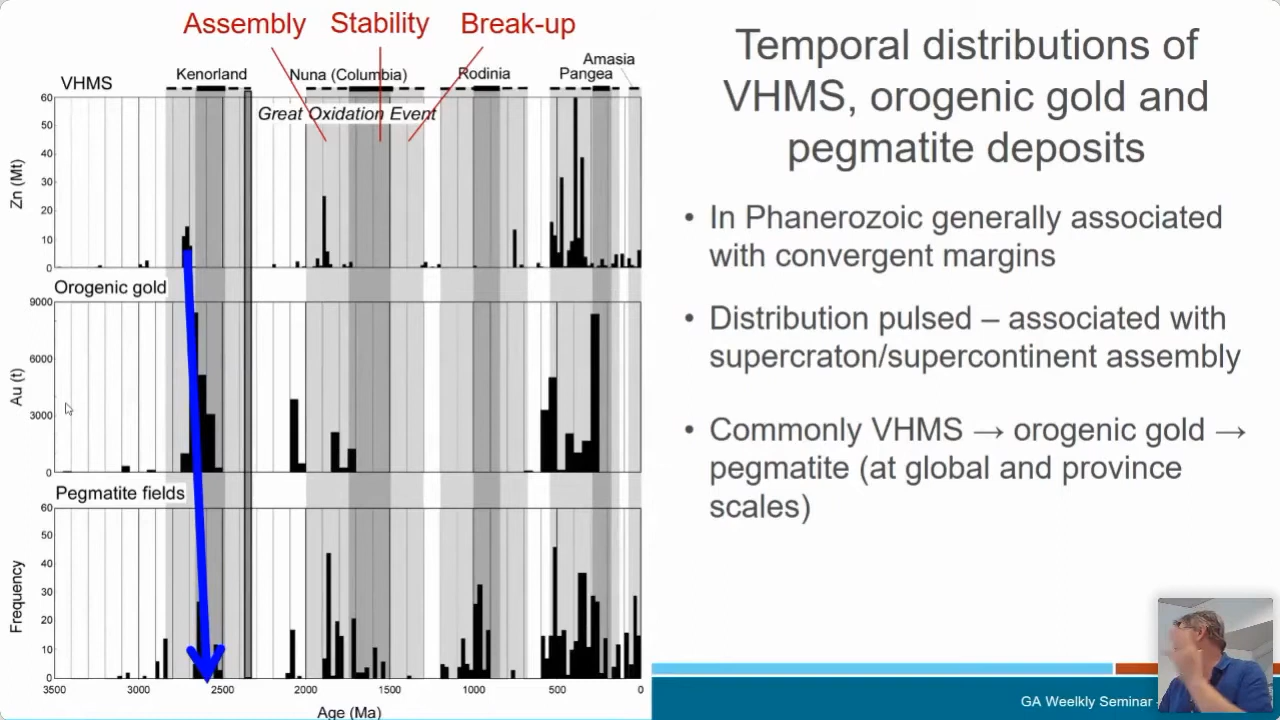 Assembly Stability Break-up
Amasia
VHMS Kenorland Nuna (Columbia) Rodinia Pangea
Great Oxidation Event
Zn (Mt)
60
50
40
30
20
10
0
Orogenic gold
Au (t)
9000
6000
3000
0
Pegmatite fields
Frequency
60
50
40
30
20
10
0
3500 3000 2500 2000 1500 1000 500 0
Age (Ma)
Temporal distributions of
VHMS, orogenic gold and
pegmatite deposits
• In Phanerozoic generally associated
with convergent margins
• Distribution pulsed – associated with
supercraton/supercontinent assembly
• Commonly VHMS → orogenic gold →
pegmatite (at global and province
scales)
GA Weekly Seminar